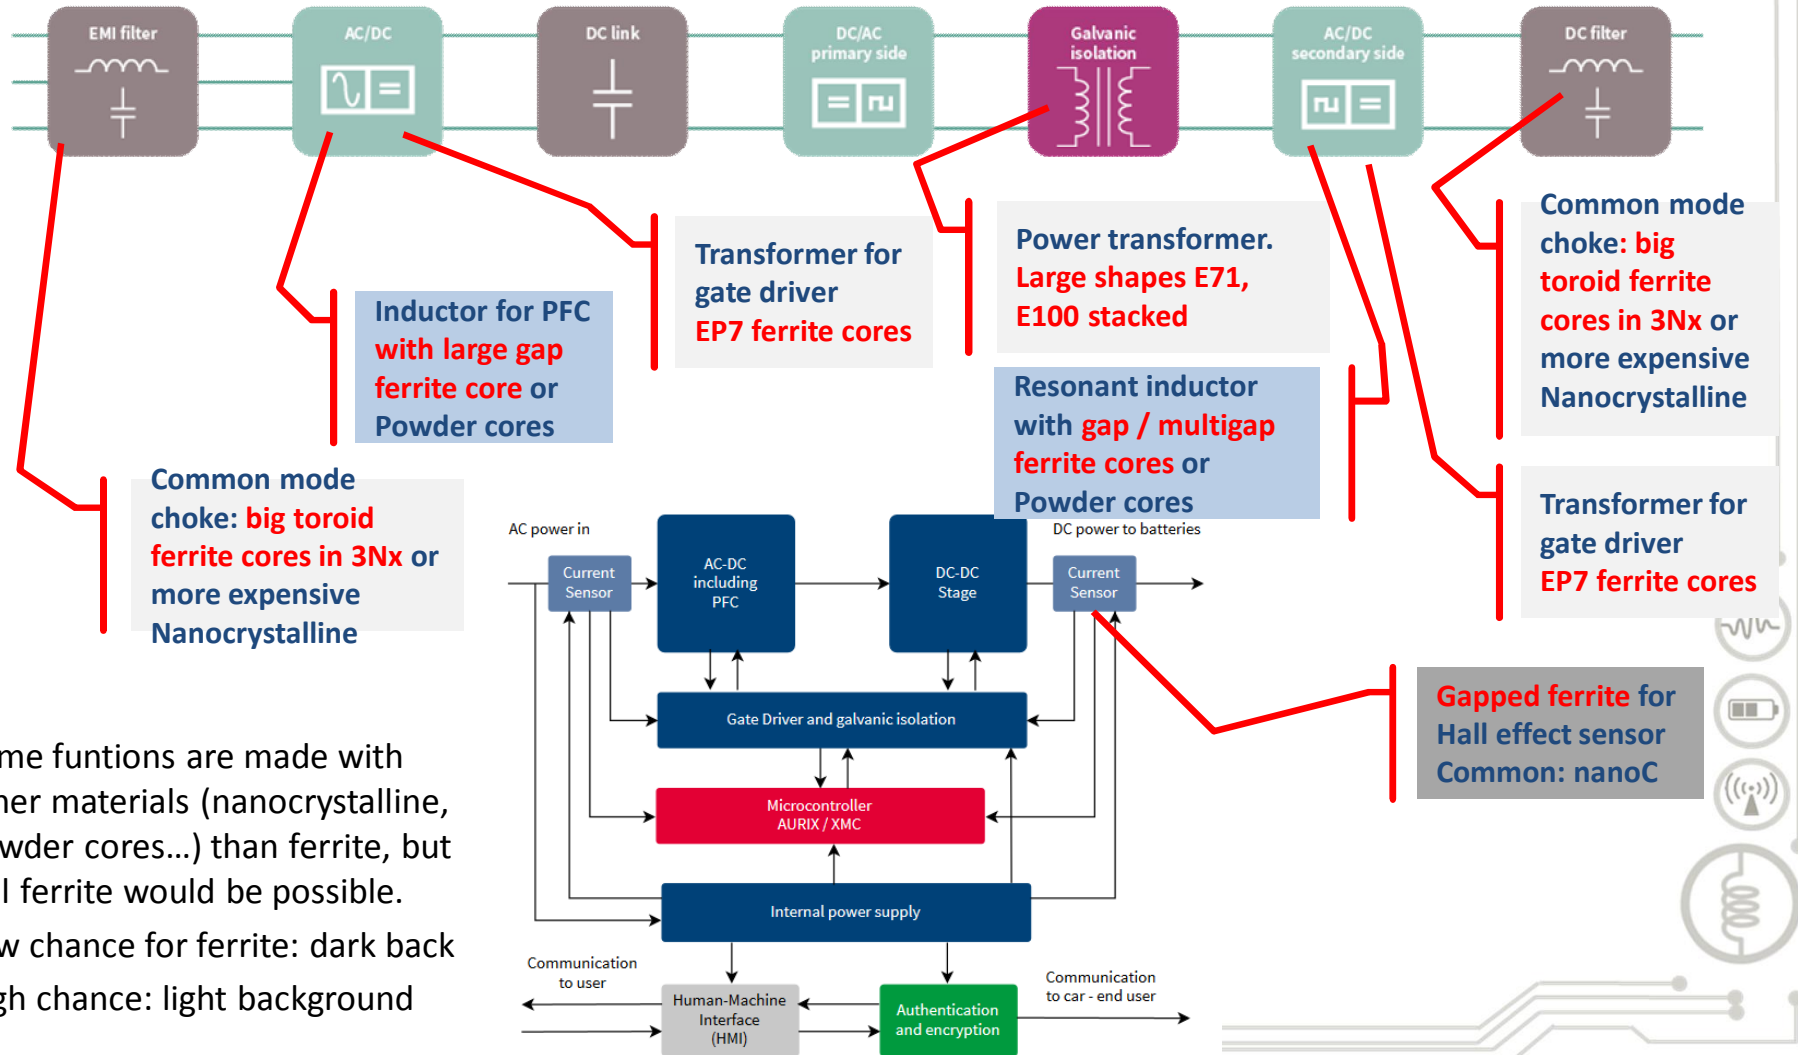 EMI filter
AC/DC
DC link
DC/AC
primary side
Galvanic
isolation
AC/DC
secondary side
DC filter
Transformer for
gate driver
EP7 ferrite cores
Power transformer.
Large shapes E71,
E100 stacked
Common mode
choke: big
toroid ferrite
cores in 3Nx or
more expensive
Nanocrystalline
Inductor for PFC
with large gap
ferrite core or
Powder cores
Resonant inductor
with gap / multigap
ferrite cores or
Powder cores
Common mode
choke: big toroid
ferrite cores in 3Nx or
more expensive
Nanocrystalline
Transformer for
gate driver
EP7 ferrite cores
AC power in
DC power to batteries
Current
Sensor
AC-DC
including
PFC
DC-DC
Stage
Current
Sensor
Gate Driver and galvanic isolation
Gapped ferrite for
Hall effect sensor
Common: nanoC
Microcontroller
AURIX / XMC
Internal power supply
me funtions are made with
ner materials (nanocrystalline,
wder cores...) than ferrite, but
l ferrite would be possible.
w chance for ferrite: dark back
gh chance: light background
Communication
to user
Human-Machine
Interface
(HMI)
Authentication
and encryption
Communication
to car - end user